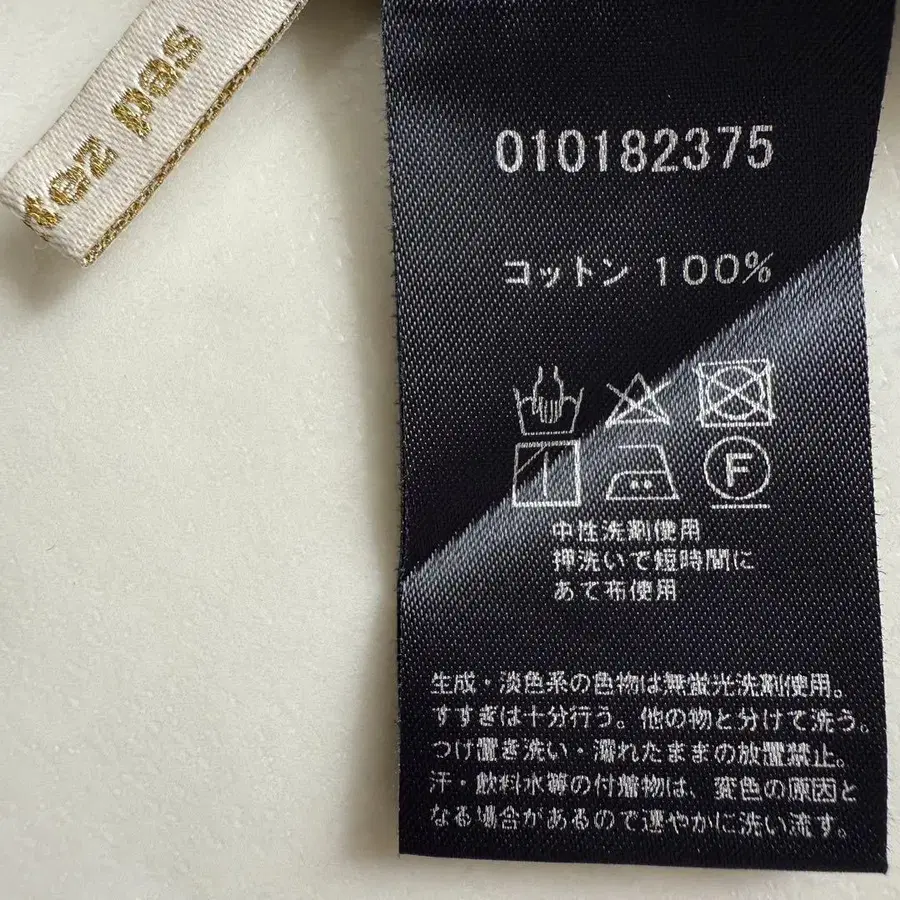 tez pas
010182375
コットン 100%
F
中性洗剤使用
押洗いで短時間に
あて布使用
生成・淡色系の色物は無蛍光洗剤使用。
すすぎは十分行う。他の物と分けて洗う。
つけ置き洗い・濡れたままの放置禁止。
汗・飲料水等の付着物は、変色の原因と
なる場合があるので速やかに洗い流す。